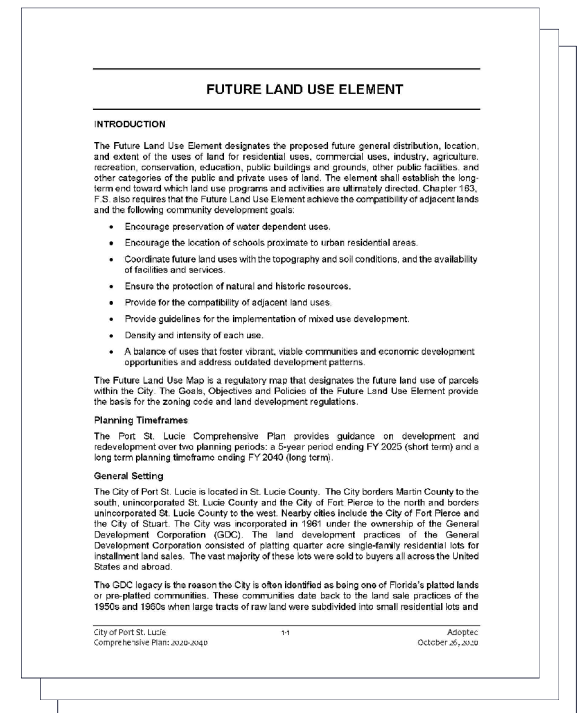 FUTURE LAND USE ELEMENT
INTRODUCTION
The Future Land Use Element designates the proposed future general distribution, location,
and extent of the uses of land for residential uses, commercial uses, industry, agriculture,
recreation, conservation, education, public buildings and grounds, other public facilities, and
other categories of the public and private uses of land. The element shall establish the long-
term end toward which land use programs and activities are ultimately directed. Chapter 163,
F.S. also requires that the Future Land Use Element achieve the compatibility of adjacent lands
and the following community development goals:
• Encourage preservation of water dependent uses.
• Encourage the location of schools proximate to urban residential areas.
• Coordinate future land uses with the topography and soil conditions, and the availability
of facilities and services.
• Ensure the protection of natural and historic resources.
• Provide for the compatibility of adjacent land uses.
• Provide guidelines for the implementation of mixed use development.
• Density and intensity of each use.
• A balance of uses that foster vibrant, viable communities and economic development
opportunities and address outdated development patterns.
The Future Land Use Map is a regulatory map that designates the future land use of parcels
within the City. The Goals, Objectives and Policies of the Future Land Use Element provide
the basis for the zoning code and land development regulations.
Planning Timeframes
The Port St. Lucie Comprehensive Plan provides guidance on development and
redevelopment over two planning periods: a 5-year period ending FY 2025 (short term) and a
long term planning timeframe ending FY 2040 (long term).
General Setting
The City of Port St. Lucie is located in St. Lucie County. The City borders Martin County to the
south, unincorporated St. Lucie County and the City of Fort Pierce to the north and borders
unincorporated St. Lucie County to the west. Nearby cities include the City of Fort Pierce and
the City of Stuart. The City was incorporated in 1961 under the ownership of the General
Development Corporation (GDC). The land development practices of the General
Development Corporation consisted of platting quarter acre single-family residential lots for
installment land sales. The vast majority of these lots were sold to buyers all across the United
States and abroad.
The GDC legacy is the reason the City is often identified as being one of Florida's platted lands
or pre-platted communities. These communities date back to the land sale practices of the
1950s and 1960s when large tracts of raw land were subdivided into small residential lots and
City of Port St. Lucie 1-1 Adopted
Comprehensive Plan: 2020-2040 October 26, 2020